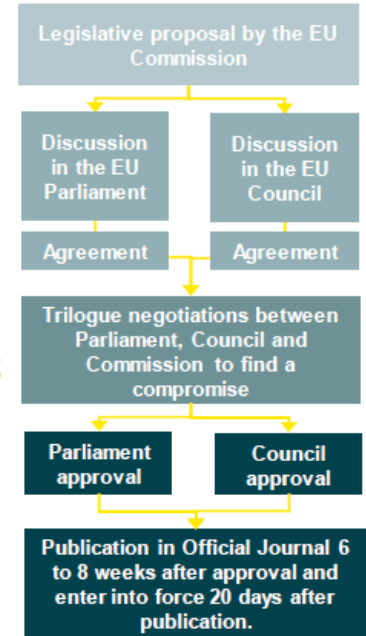 Legislative proposal by the EU
Commission
Discussion
in the EU
Parliament
Discussion
in the EU
Council
Agreement
Agreement
Trilogue negotiations between
Parliament, Council and
Commission to find a
compromise
Parliament
approval
Council
approval
Publication in Official Journal 6
to 8 weeks after approval and
enter into force 20 days after
publication.